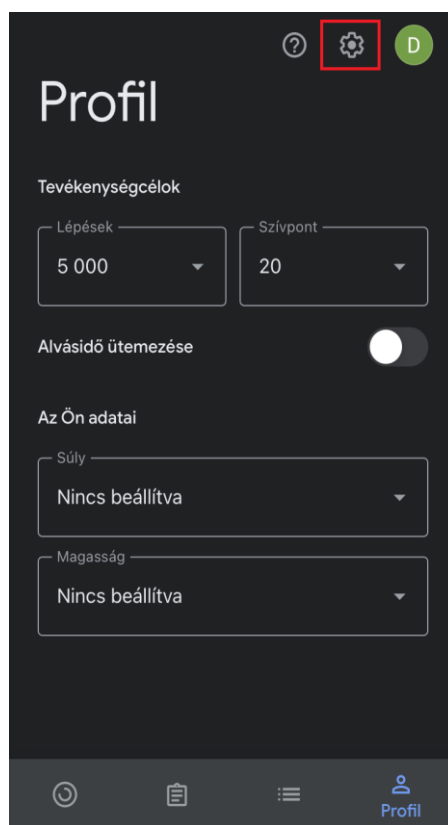 D
Profil
Tevékenységcélok
Lépések
Szívpont
5 000
20
Alvásidő ütemezése
Az Ön adatai
Súly
Nincs beállítva
Magasság
Nincs beállítva
Profil